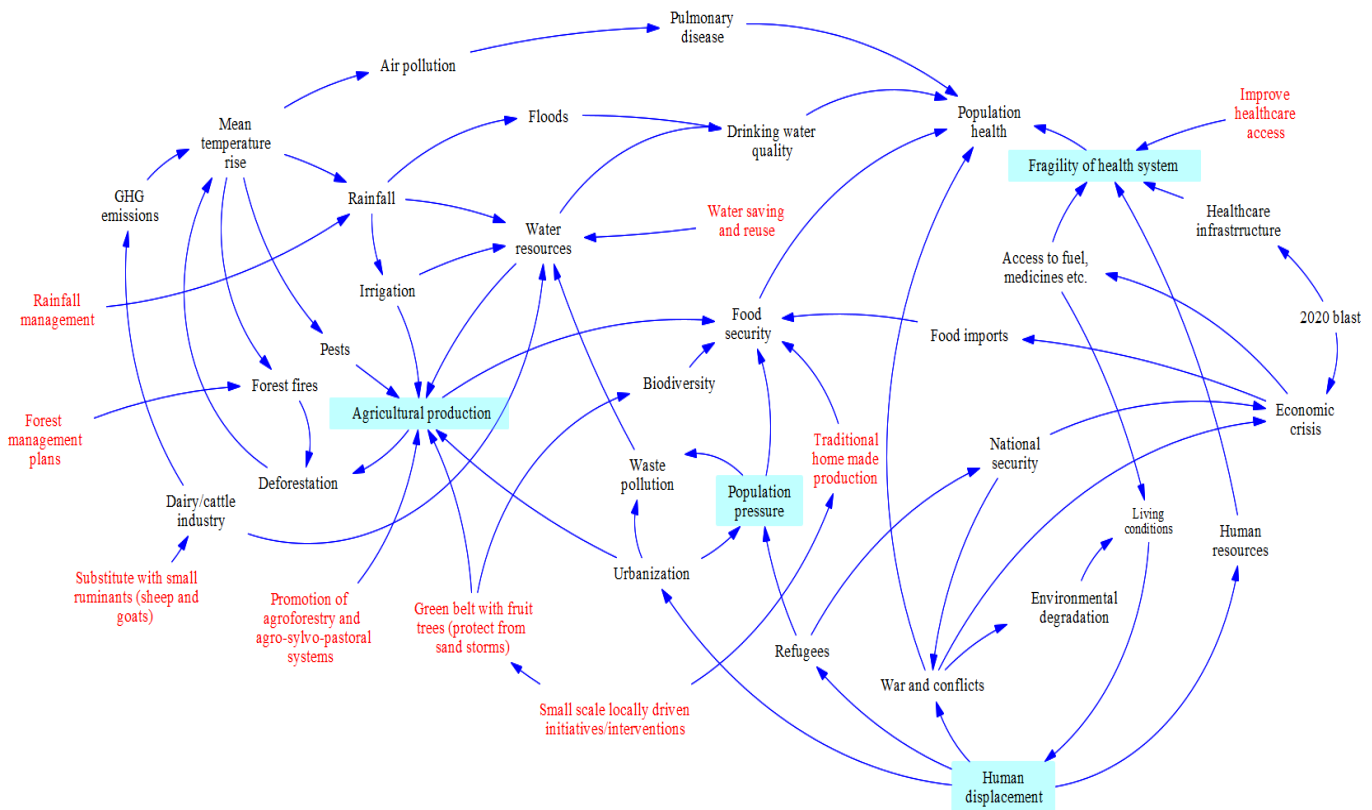 Pulmonary
disease
Air pollution
Floods
Drinking water
quality
Population
health
Improve
healthcare
access
Mean
temperature
rise
Fragility of health system
GHG
emissions
Rainfall
Water
resources
Water saving
and reuse
Healthcare
infrastrructure
Access to fuel,
medicines etc.
Irrigation
Rainfall
management
Food
security
Food imports
2020 blast
Pests
Forest fires
Biodiversity
Agricultural production
Economic
crisis
Forest
management
plans
Traditional
home made
production
National
security
Deforestation
Waste
pollution
Population
pressure
Dairy/cattle
industry
Living
conditions
Human
resources
Urbanization
Substitute with small
ruminants (sheep and
goats)
Promotion of
agroforestry and
agro-sylvo-pastoral
systems
Green belt with fruit
trees (protect from
sand storms)
Environmental
degradation
Refugees
War and conflicts
Small scale locally driven
initiatives/interventions
Human
displacement